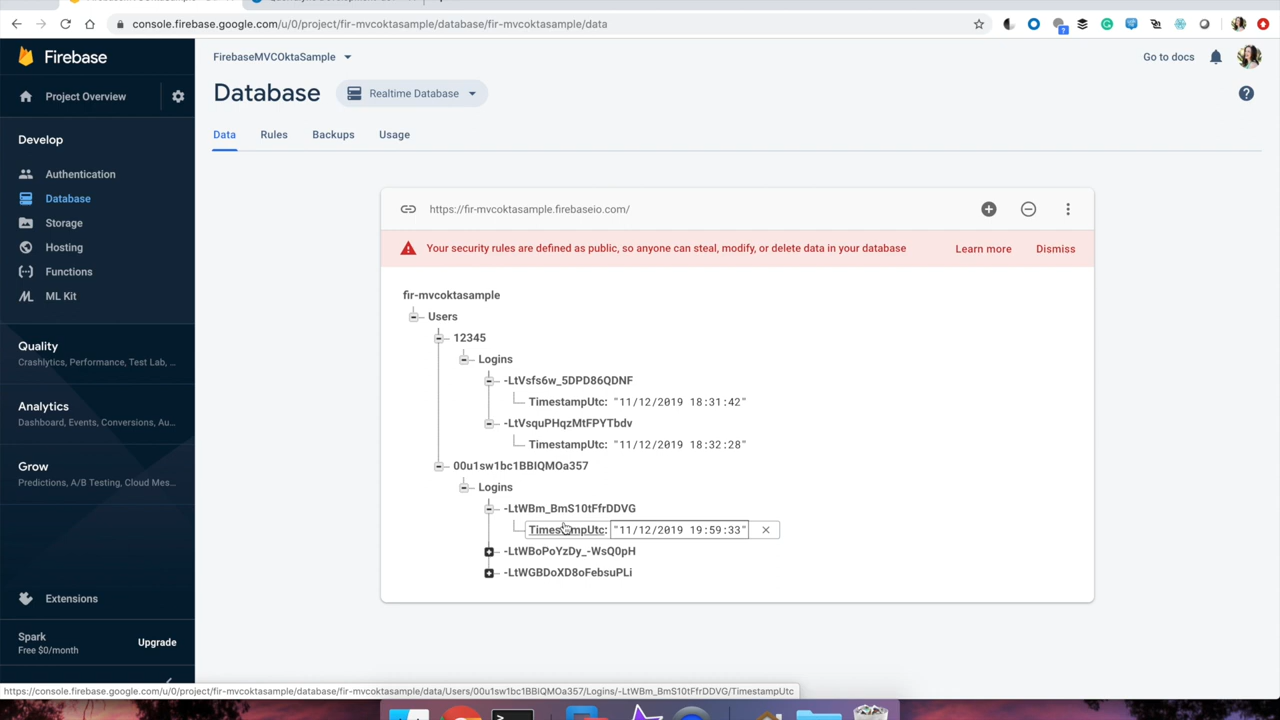 console.firebase.google.com/u/0/project/fir-mvcoktasample/database/fir-mvcoktasample/data
Firebase
FirebaseMVCOktaSample
Go to docs
Project Overview
Database
Realtime Database
Data
Rules
Backups
Usage
Develop
Authentication
Database
Storage
Hosting
Functions
ML Kit
Quality
Crashlytics, Performance, Test Lab, ...
Analytics
Dashboard, Events, Conversions, Au...
Grow
Predictions, A/B Testing, Cloud Mes...
Extensions
Spark
Free $0/month
Upgrade
https://fir-mvcoktasample.firebaseio.com/
Your security rules are defined as public, so anyone can steal, modify, or delete data in your database
Learn more
Dismiss
fir-mvcoktasample
Users
12345
Logins
-LtVsfs6w_5DPD86QDNF
TimestampUtc: "11/12/2019 18:31:42"
-LtVsquPHqzMtFPYTbdv
TimestampUtc: "11/12/2019 18:32:28"
00u1sw1bc1BBIQMOa357
Logins
-LtWBm_BmS10tFfrDDVG
TimestampUtc: "11/12/2019 19:59:33"
-LtWBoPoYzDy_-WsQ0pH
-LtWGBDoXD8oFebsuPLi
https://console.firebase.google.com/u/0/project/fir-mvcoktasample/database/fir-mvcoktasample/data/Users/00u1sw1bc1BBIQMOa357/Logins/-LtWBm_BmS10tFfrDDVG/TimestampUtc